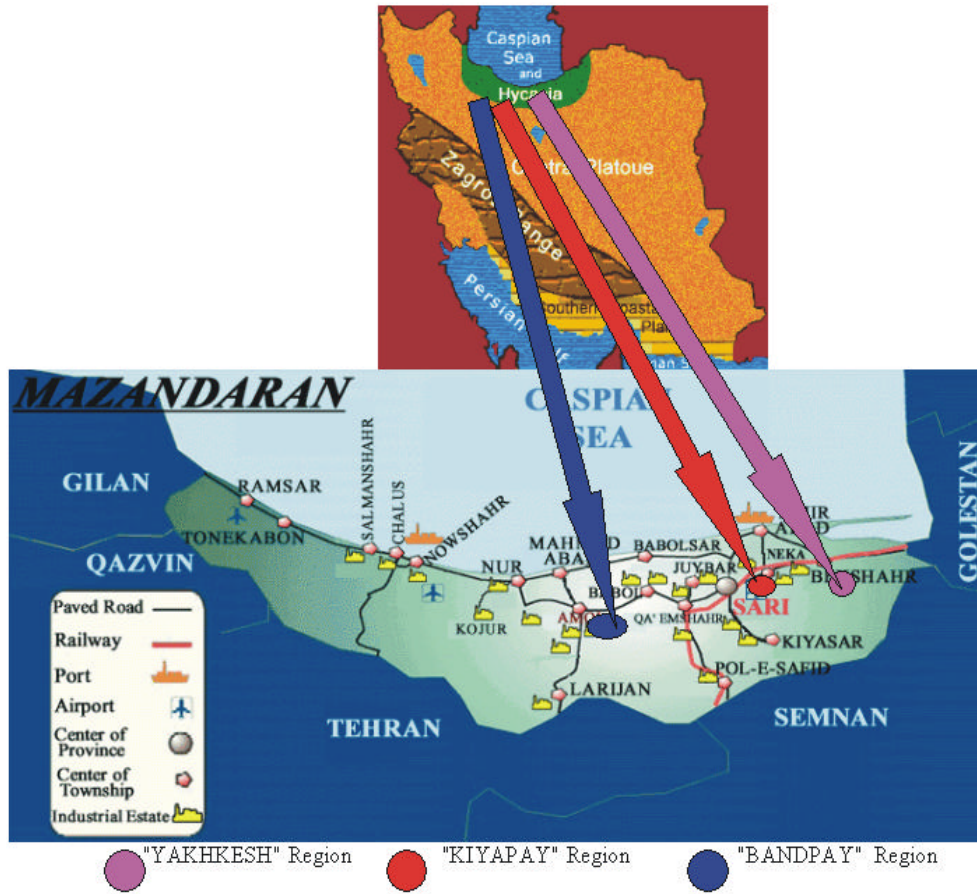 Caspian
Sea
and
Zagros
Platoue
Persian
MAZANDARAN
CASPIAN
SEA
GILAN
RAMSAR
TONEKABON
SALMANSHAHR
CHALUS
NOWSHAHR
GOLESTAN
QAZVIN
NUR
BABOLSAR
NEKA
JUYBAR
SARI
KOJUR
QA' EMSHAHR
KIYASAR
POL-E-SAFID
LARIJAN
TEHRAN
SEMNAN
Paved Road
Railway
Port
Airport
Center of
Province
Center of
Township
Industrial Estate
"YAKHKESH" Region
"KIYAPAY" Region
"BANDPAY" Region